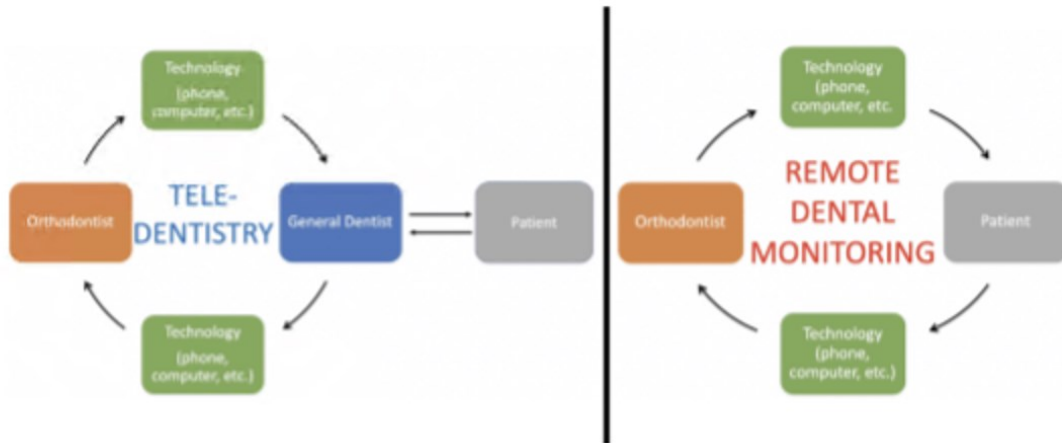 Technology
(phone,
computer, etc.)
Orthodontist
TELE-
DENTISTRY
General Dentist
Patient
Technology
(phone,
computer, etc.)
Technology
(phone,
computer, etc.
Orthodontist
REMOTE
DENTAL
MONITORING
Patient
Technology
(phone,
computer, etc.)